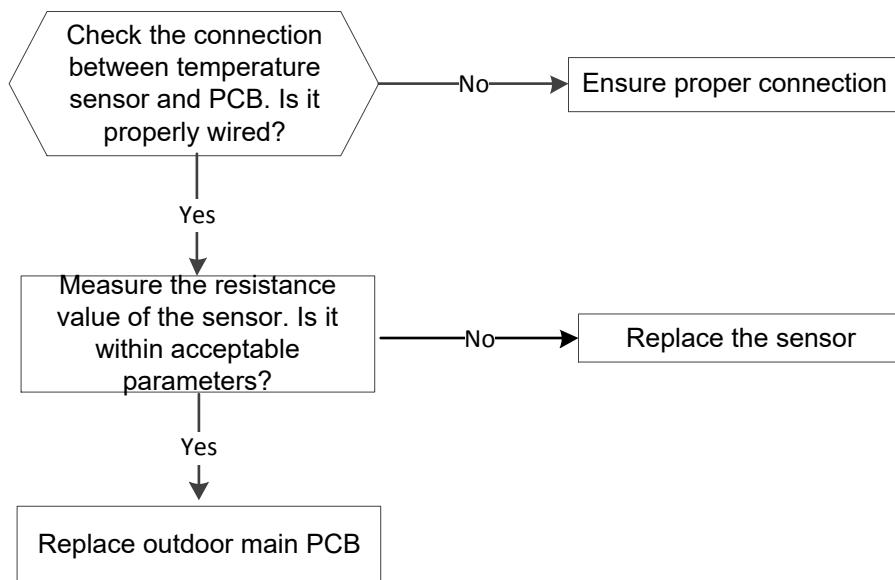 Check the connection
between temperature
sensor and PCB. Is it
properly wired?
No
Ensure proper connection
Yes
Measure the resistance
value of the sensor. Is it
within acceptable
parameters?
No
Replace the sensor
Yes
Replace outdoor main PCB